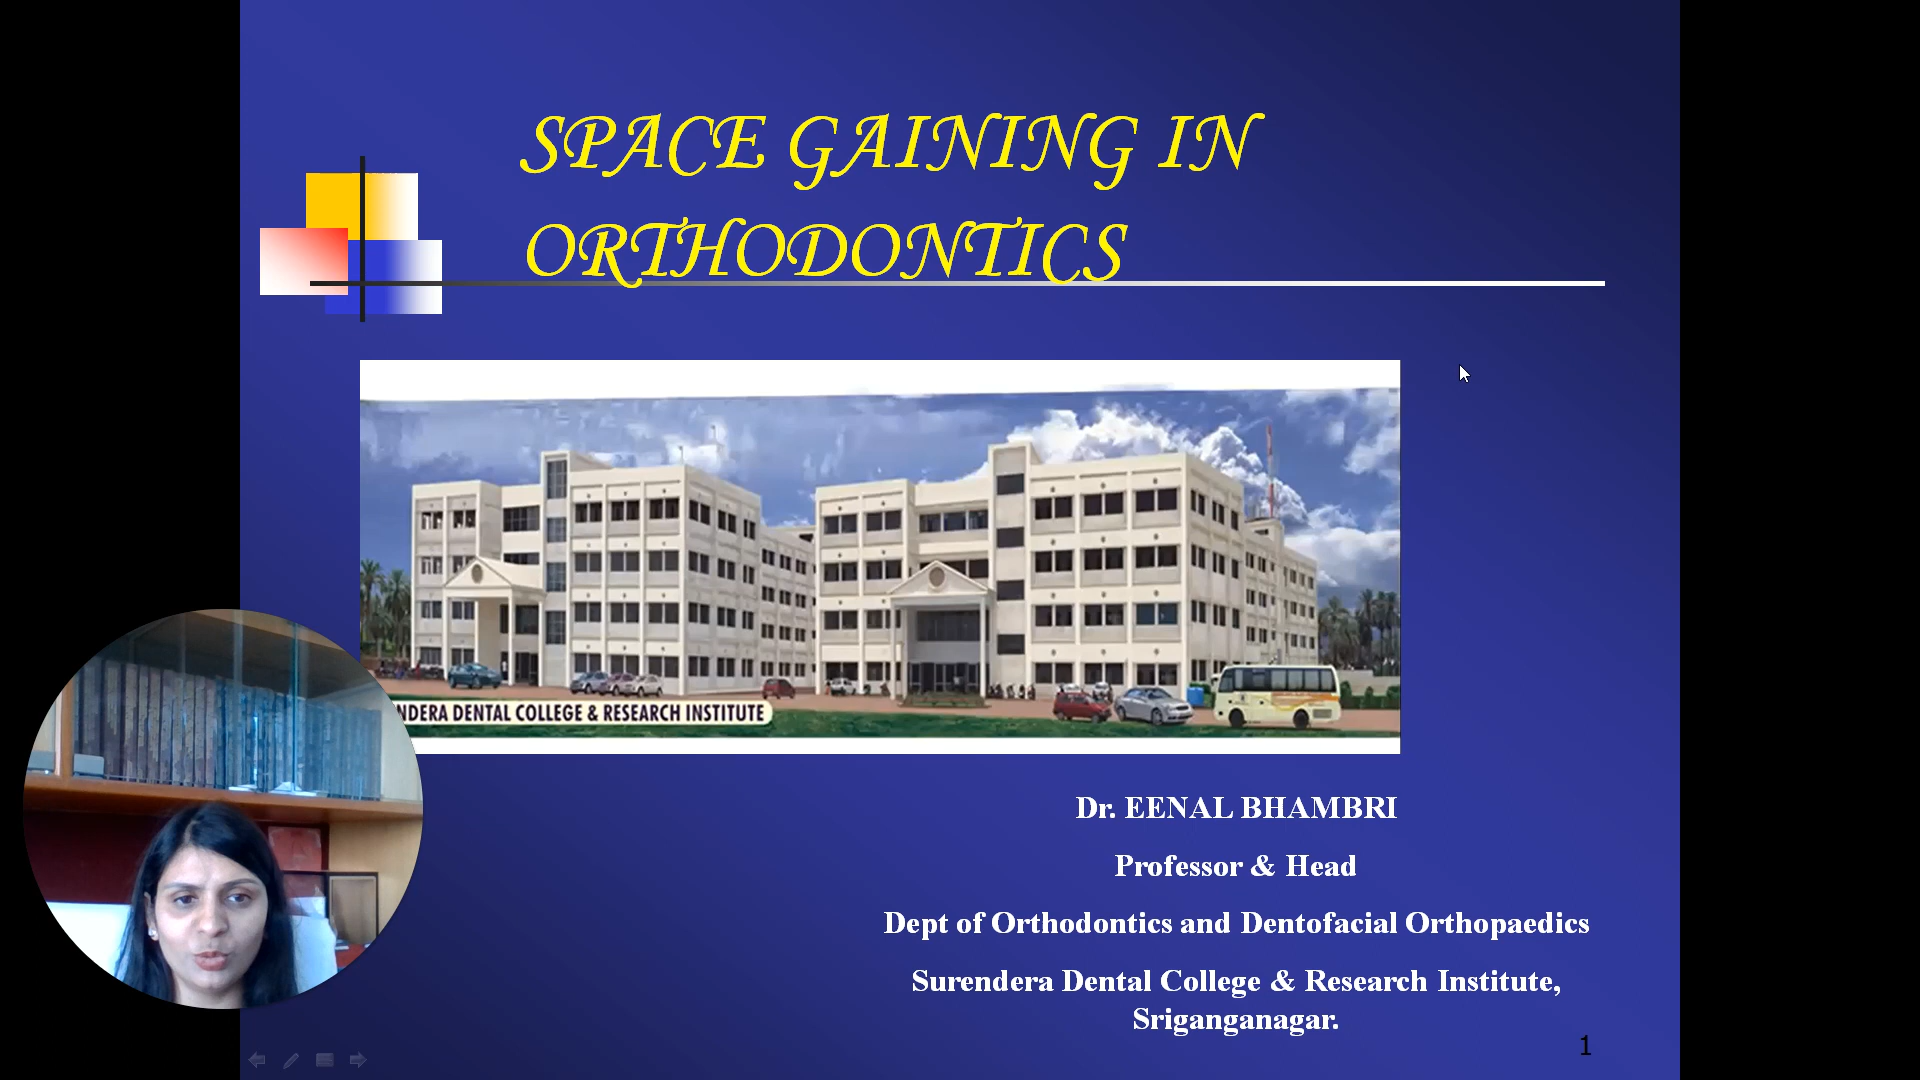 SPACE GAINING IN
ORTHODONTICS
NDERA DENTAL COLLEGE & RESEARCH INSTITUTE
Dr. EENAL BHAMBRI
Professor & Head
Dept of Orthodontics and Dentofacial Orthopaedics
Surendera Dental College & Research Institute,
Sriganganagar.
1